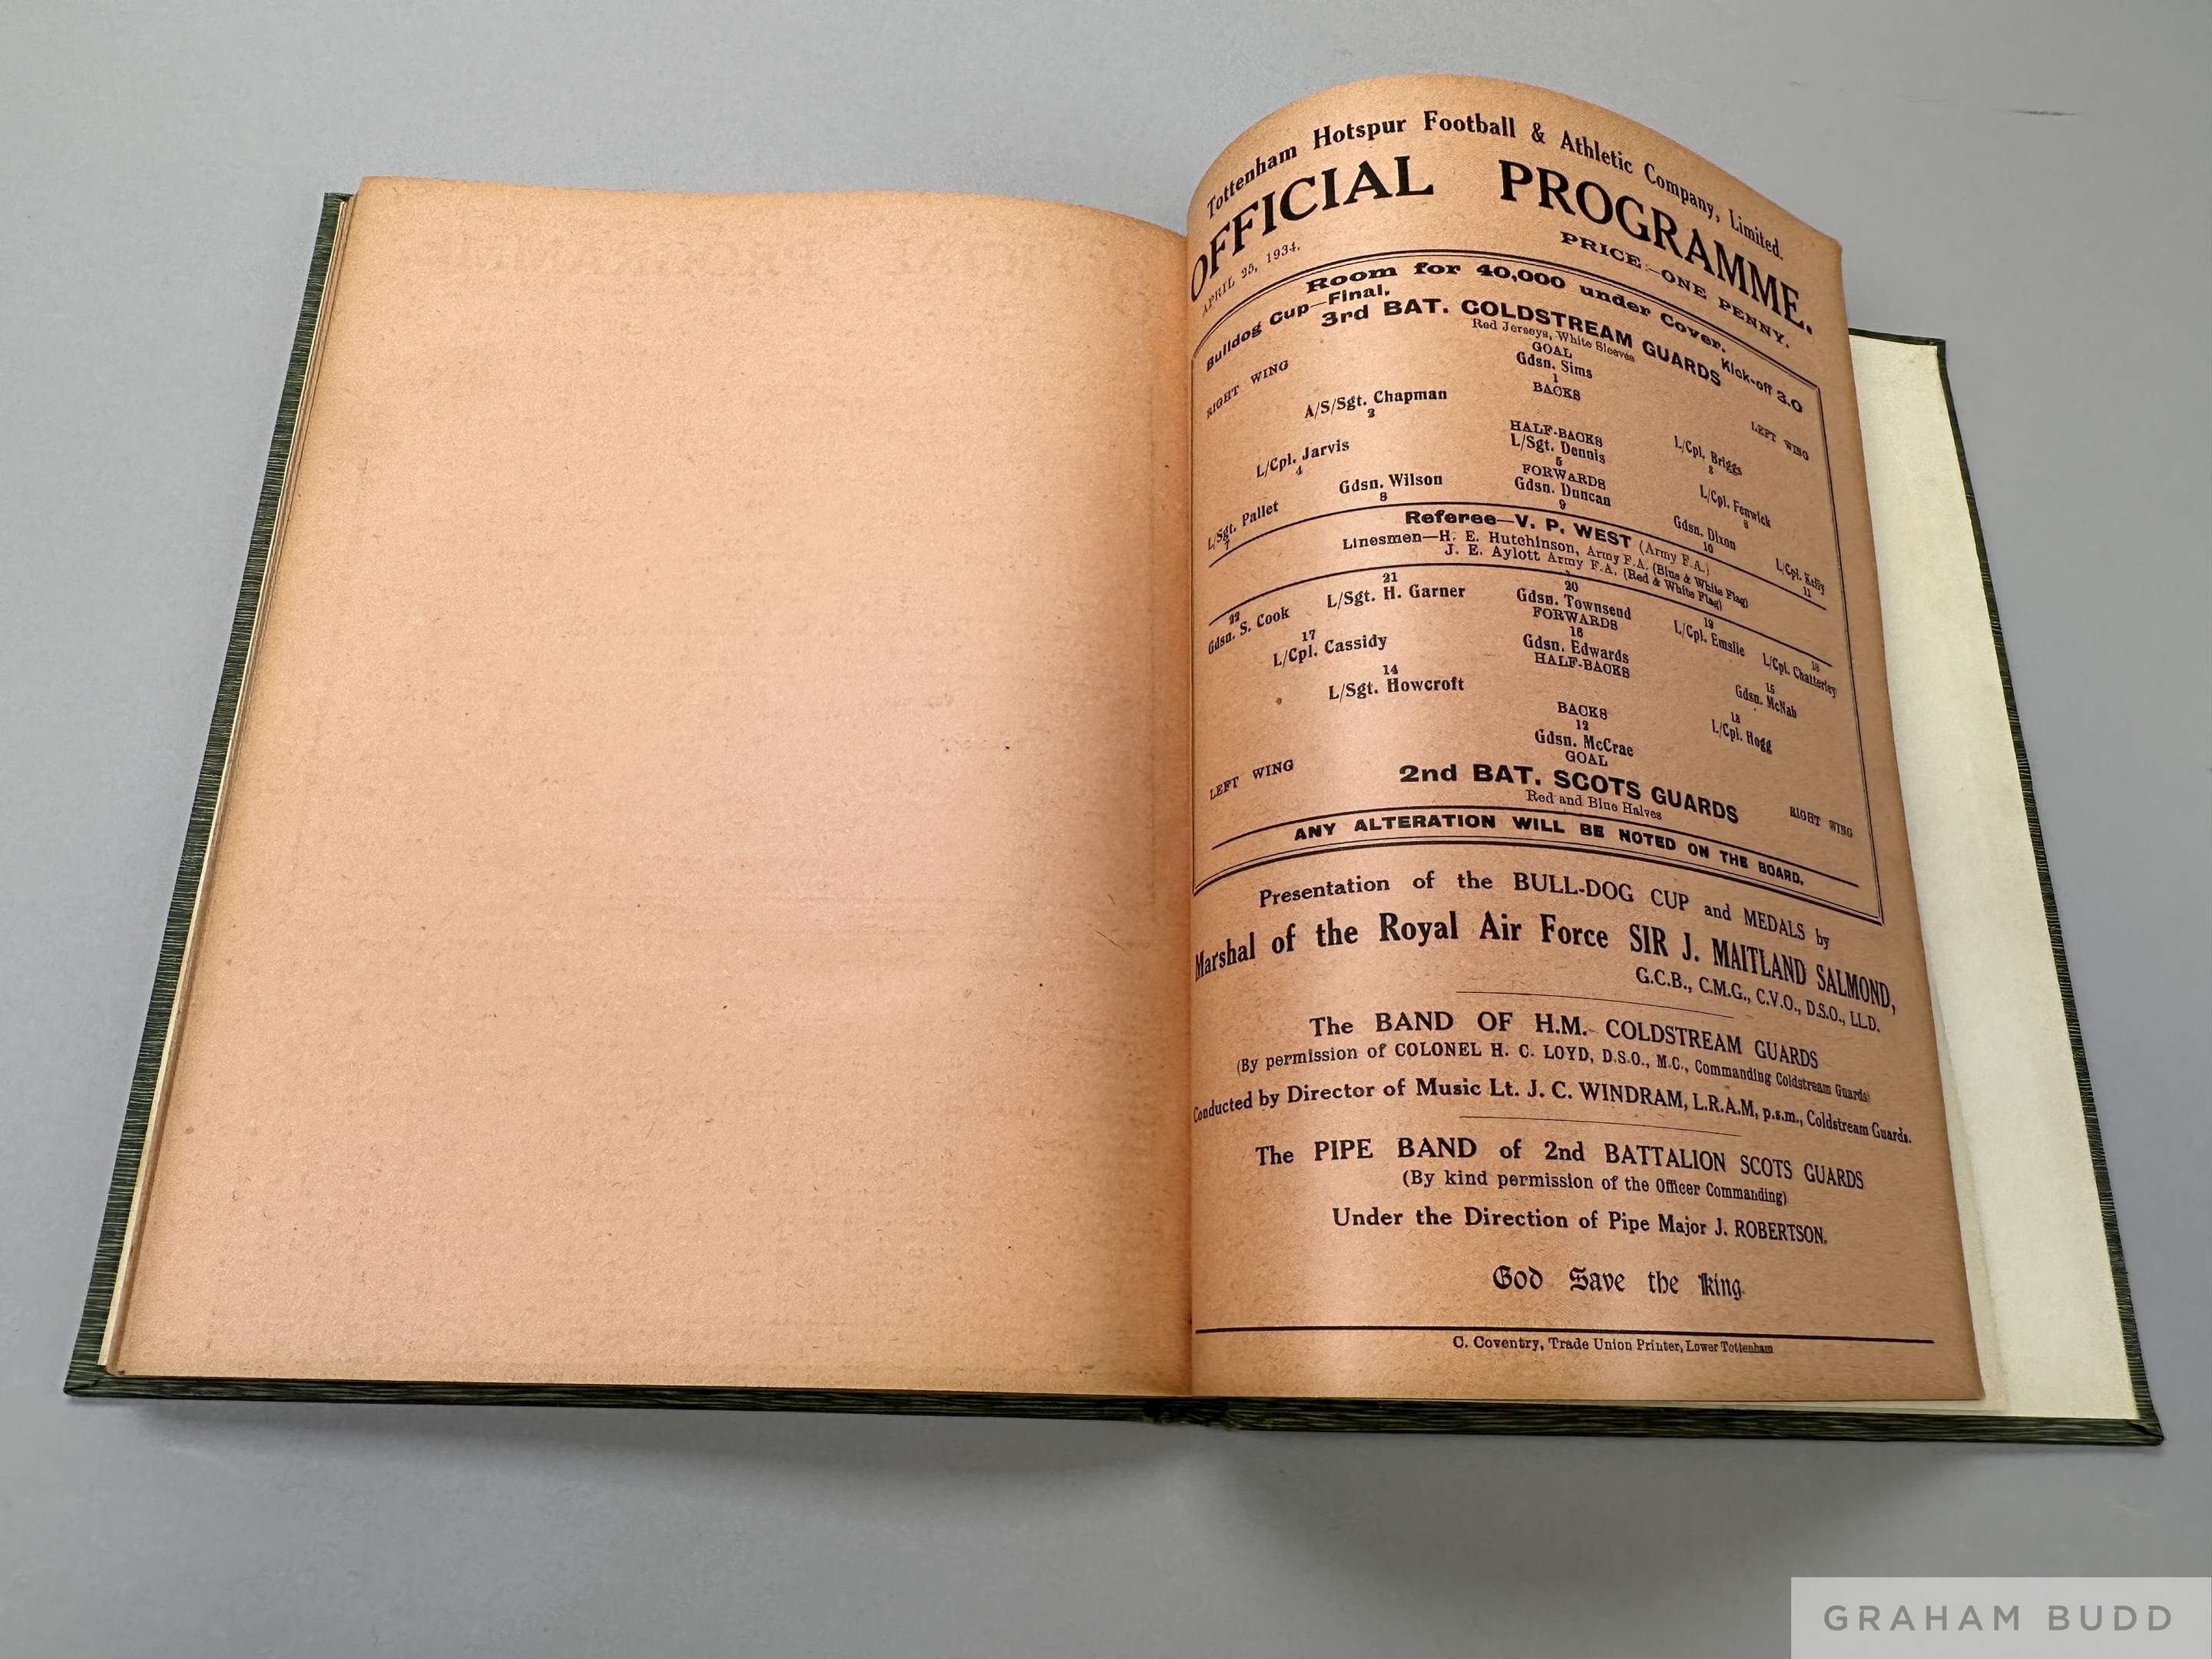 Tottenham Hotspur Football & Athletic Company, Limited.
OFFICIAL PROGRAMME.
APRIL 25, 1934. PRICE—ONE PENNY.
Room for 40,000 under Cover.
Bulldog Cup—Final. Kick-off 3.0
3rd BAT. COLDSTREAM GUARDS
Red Jerseys, White Sleeves
RIGHT WING GOAL LEFT WING
Gdsn. Sims
1
BACKS
A/S/Sgt. Chapman L/Cpl. Briggs
2 3
HALF-BACKS
L/Cpl. Jarvis L/Sgt. Dennis L/Cpl. Fenwick
4 5 6
FORWARDS
L/Sgt. Pallet Gdsn. Wilson Gdsn. Duncan Gdsn. Dixon L/Cpl. Kelly
7 8 9 10 11
Referee—V. P. WEST (Army F.A.)
Linesmen—H. E. Hutchinson, Army F.A. (Blue & White Flag)
J. E. Aylott Army F.A. (Red & White Flag)
22 21 20 19 18
Gdsn. S. Cook L/Sgt. H. Garner Gdsn. Townsend L/Cpl. Emslie L/Cpl. Chatterley
FORWARDS
17 16 15
L/Cpl. Cassidy Gdsn. Edwards Gdsn. McNab
HALF-BACKS
14 13
L/Sgt. Howcroft L/Cpl. Hogg
BACKS
12
Gdsn. McCrae
LEFT WING GOAL RIGHT WING
2nd BAT. SCOTS GUARDS
Red and Blue Halves
ANY ALTERATION WILL BE NOTED ON THE BOARD.
Presentation of the BULL-DOG CUP and MEDALS by
Marshal of the Royal Air Force SIR J. MAITLAND SALMOND,
G.C.B., C.M.G., C.V.O., D.S.O., LL.D.
The BAND OF H.M. COLDSTREAM GUARDS
(By permission of COLONEL H. C. LOYD, D.S.O., M.C., Commanding Coldstream Guards)
Conducted by Director of Music Lt. J. C. WINDRAM, L.R.A.M, p.s.m., Coldstream Guards.
The PIPE BAND of 2nd BATTALION SCOTS GUARDS
(By kind permission of the Officer Commanding)
Under the Direction of Pipe Major J. ROBERTSON.
God Save the King.
C. Coventry, Trade Union Printer, Lower Tottenham
GRAHAM BUDD